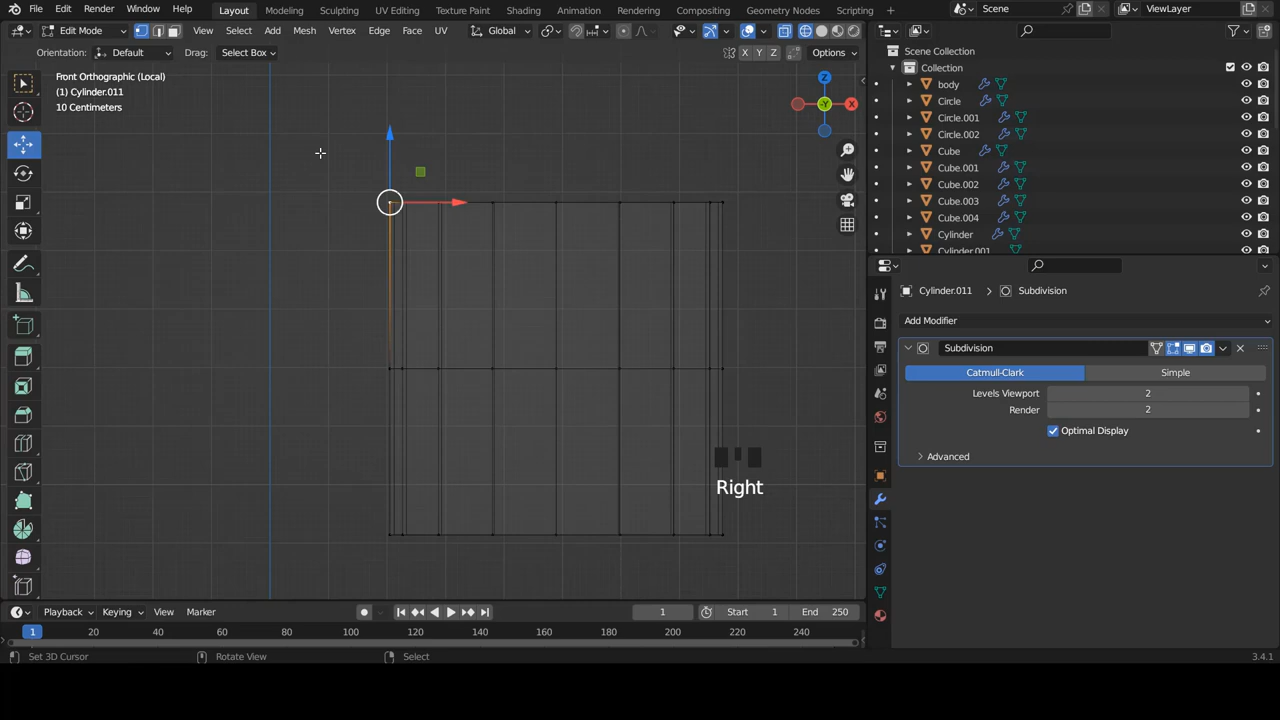 File Edit Render Window Help Layout Modeling Sculpting UV Editing Texture Paint Shading Animation Rendering Compositing Geometry Nodes Scripting Scene ViewLayer
Edit Mode View Select Add Mesh Vertex Edge Face UV Global
Orientation: Default Drag: Select Box X Y Z Options
Front Orthographic (Local)
(1) Cylinder.011
10 Centimeters
Z
X
Y
Scene Collection
Collection
body
Circle
Circle.001
Circle.002
Cube
Cube.001
Cube.002
Cube.003
Cube.004
Cylinder
Cylinder.001
Cylinder.011 Subdivision
Add Modifier
Subdivision
Catmull-Clark Simple
Levels Viewport 2
Render 2
Optimal Display
Advanced
Right
Playback Keying View Marker 1 Start 1 End 250
1 20 40 60 80 100 120 140 160 180 200 220 240
Set 3D Cursor Rotate View Select 3.4.1